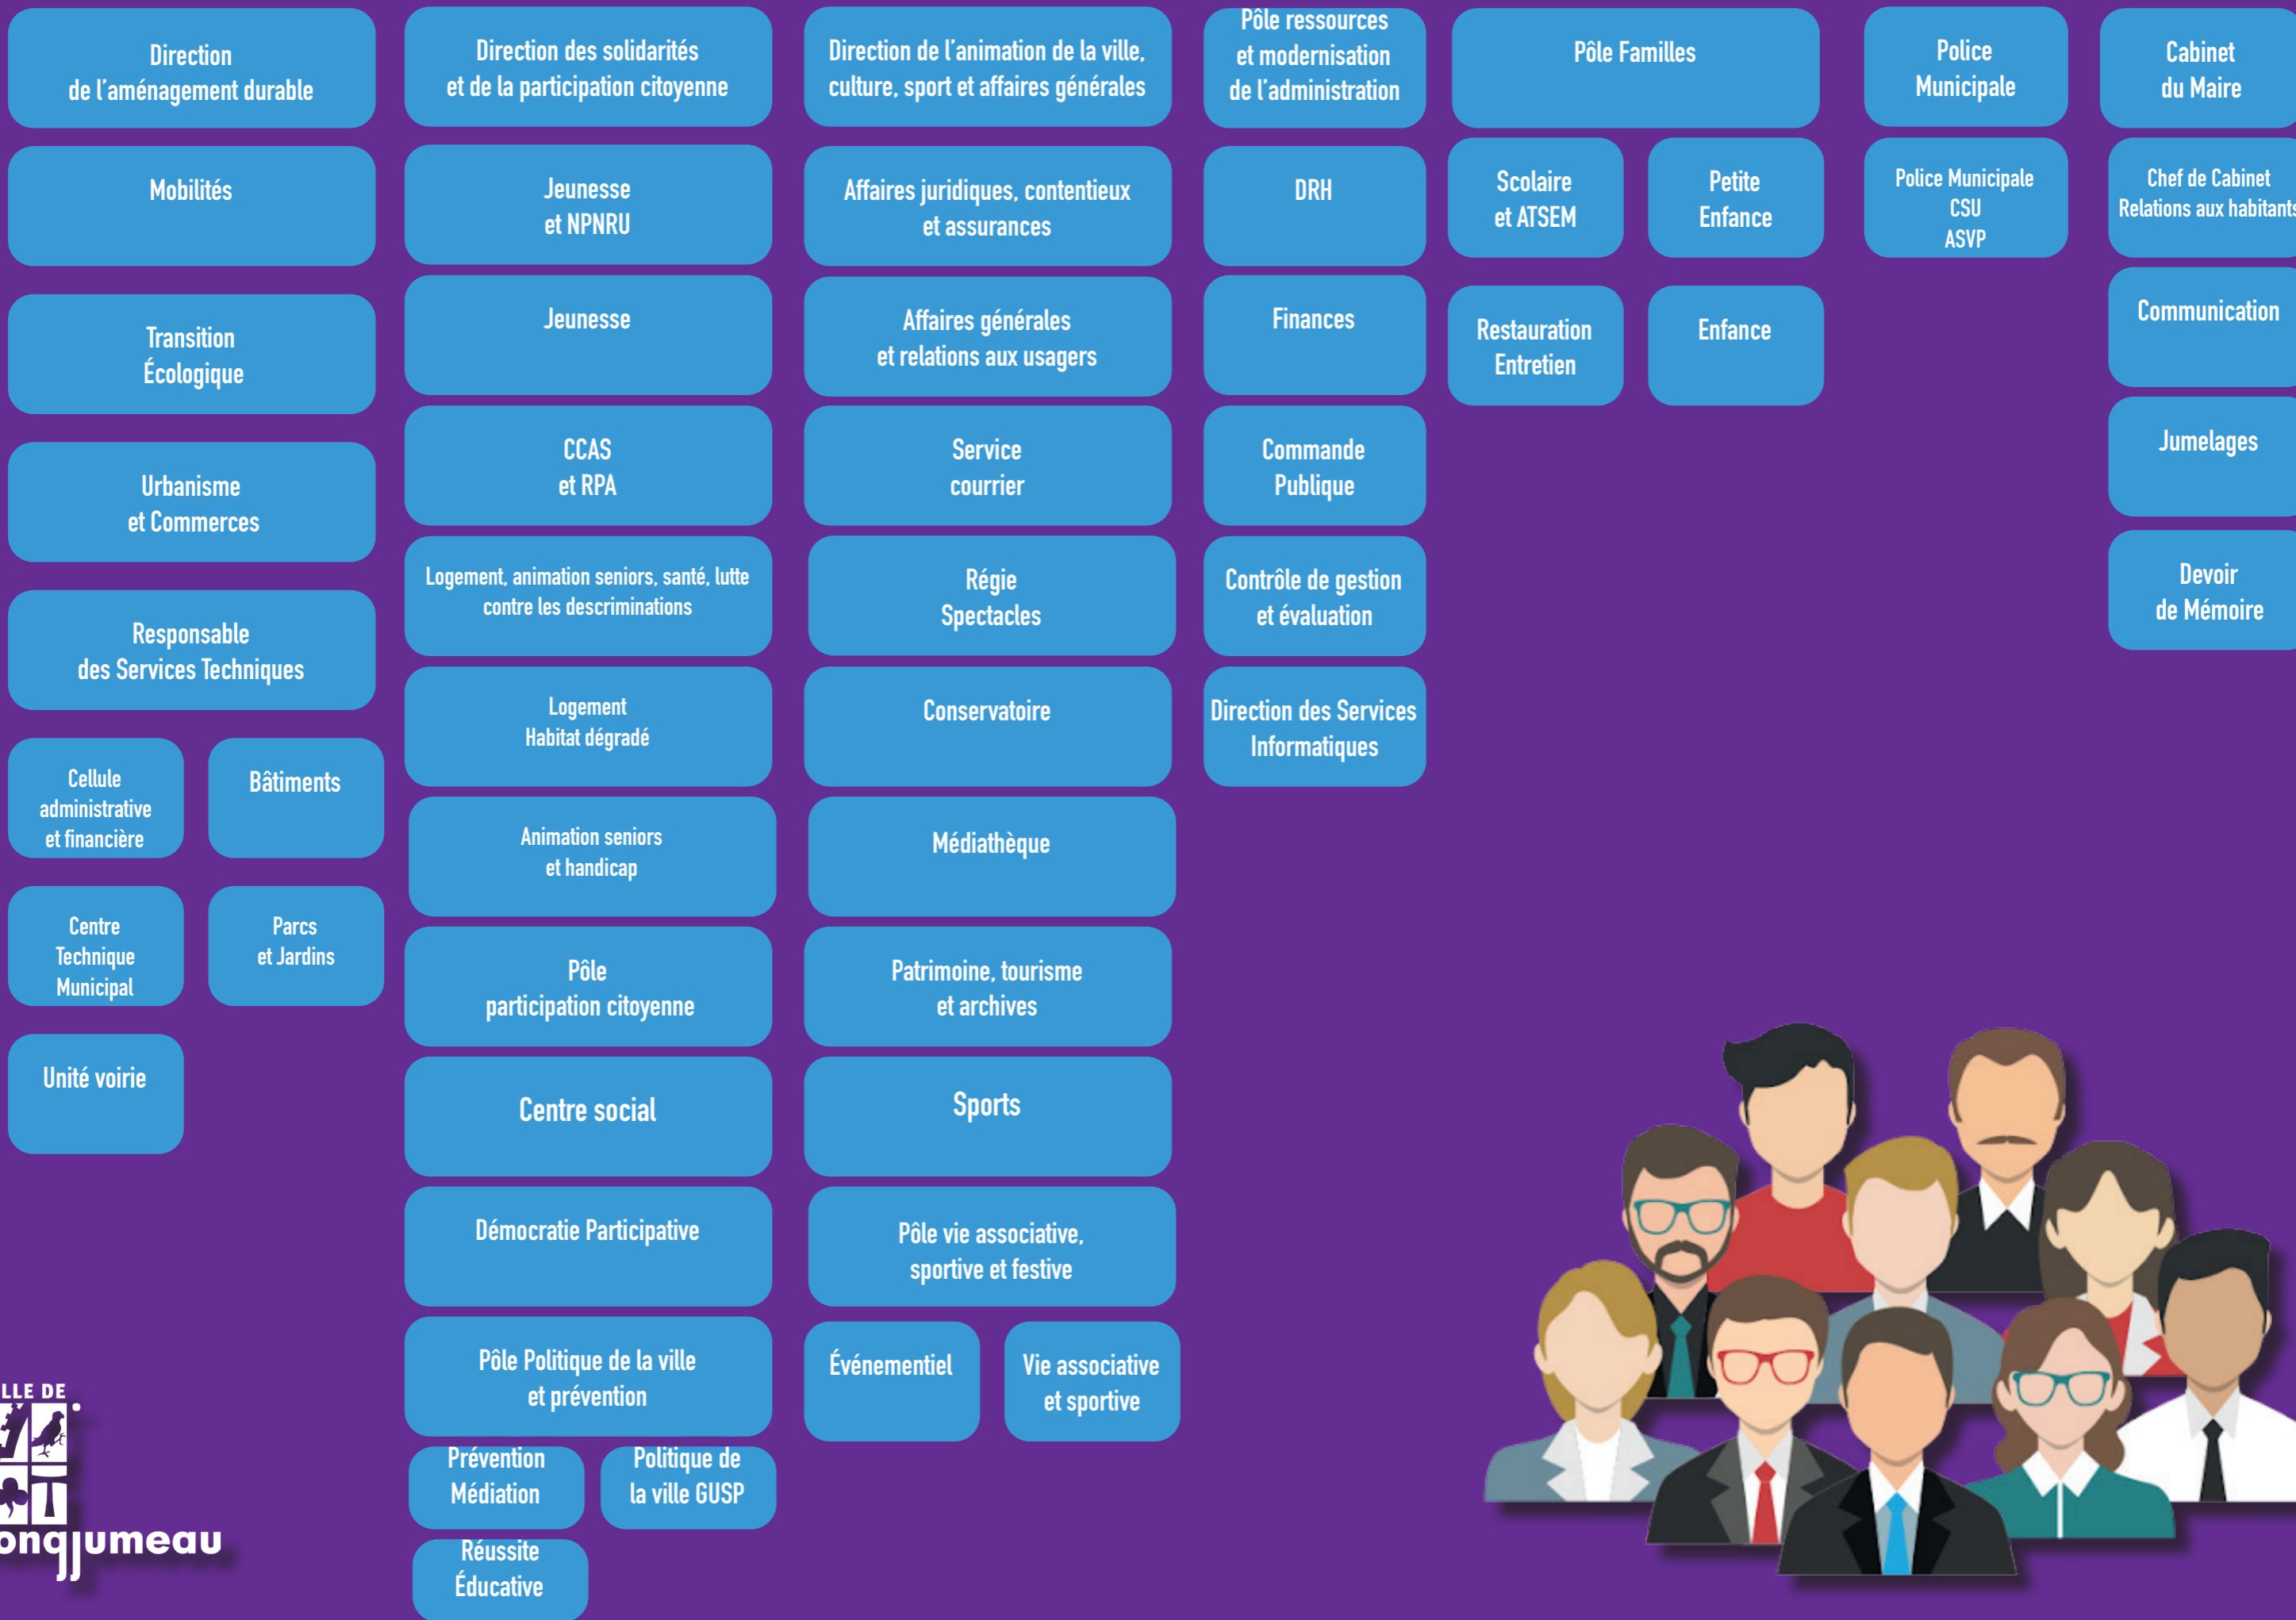 Direction
de l'aménagement durable
Mobilités
Transition
Écologique
Urbanisme
et Commerces
Responsable
des Services Techniques
Cellule
administrative
et financière
Bâtiments
Centre
Technique
Municipal
Parcs
et Jardins
Unité voirie
Direction des solidarités
et de la participation citoyenne
Jeunesse
et NPNRU
Jeunesse
CCAS
et RPA
Logement, animation seniors, santé, lutte
contre les descriminations
Logement
Habitat dégradé
Animation seniors
et handicap
Pôle
participation citoyenne
Centre social
Démocratie Participative
Pôle Politique de la ville
et prévention
Prévention
Médiation
Politique de
la ville GUSP
Réussite
Éducative
Direction de l'animation de la ville,
culture, sport et affaires générales
Affaires juridiques, contentieux
et assurances
Affaires générales
et relations aux usagers
Service
courrier
Régie
Spectacles
Conservatoire
Médiathèque
Patrimoine, tourisme
et archives
Sports
Pôle vie associative,
sportive et festive
Événementiel
Vie associative
et sportive
Pôle ressources
et modernisation
de l'administration
DRH
Finances
Commande
Publique
Contrôle de gestion
et évaluation
Direction des Services
Informatiques
Pôle Familles
Scolaire
et ATSEM
Petite
Enfance
Restauration
Entretien
Enfance
Police
Municipale
Police Municipale
CSU
ASVP
Cabinet
du Maire
Chef de Cabinet
Relations aux habitants
Communication
Jumelages
Devoir
de Mémoire
LLE DE
ongjumeau